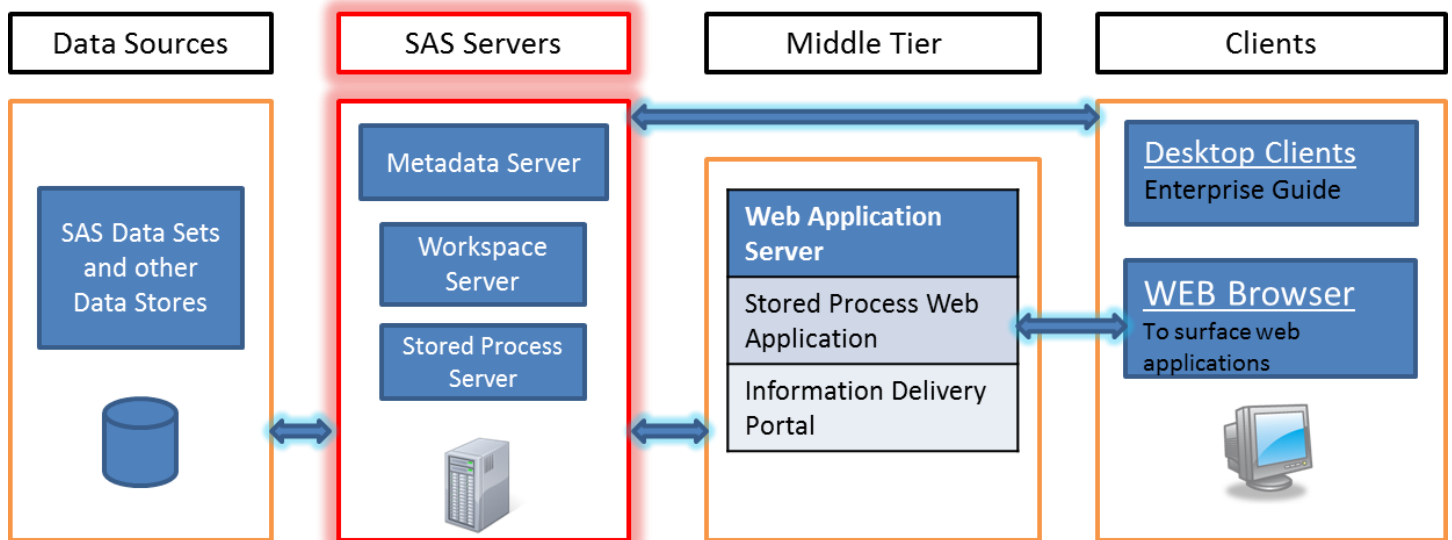 Data Sources
SAS Servers
Middle Tier
Clients
SAS Data Sets
and other
Data Stores
Metadata Server
Workspace
Server
Stored Process
Server
Web Application
Server
Stored Process Web
Application
Information Delivery
Portal
Desktop Clients
Enterprise Guide
WEB Browser
To surface web
applications